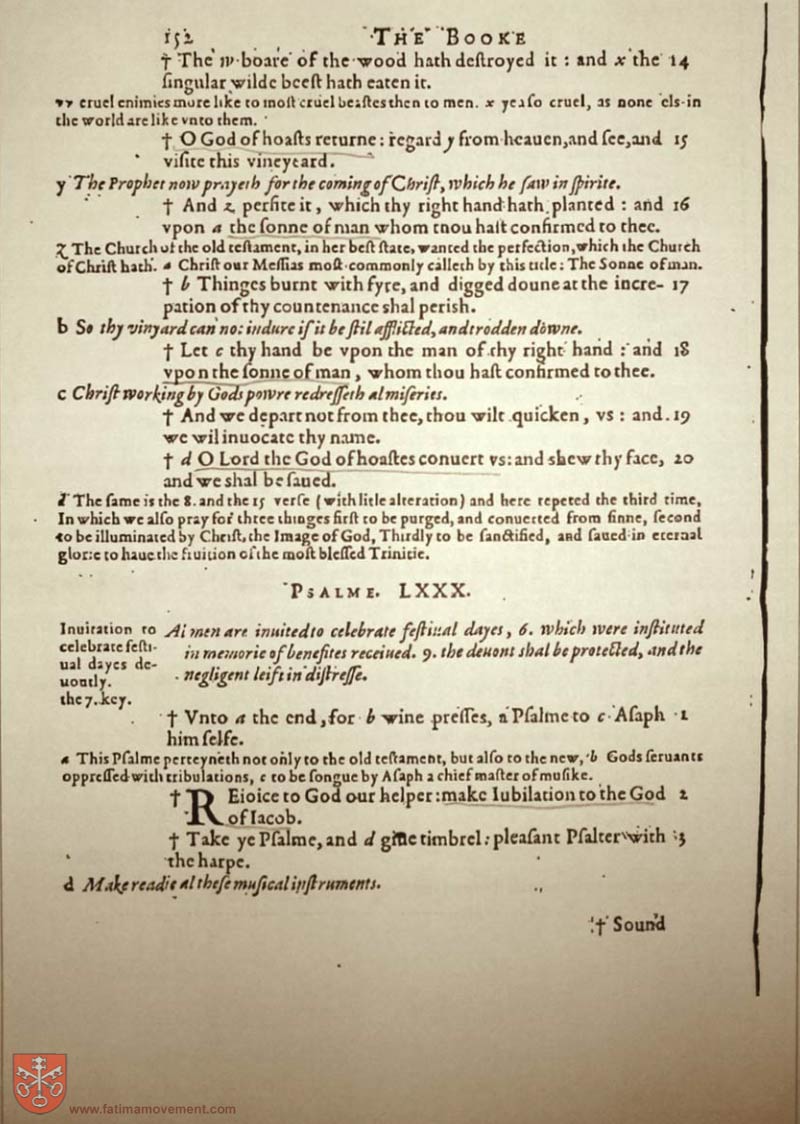 152 THE BOOKE
† The w boare of the wood hath destroyed it : and x the 14
singular wilde beest hath eaten it.
w cruel enimies more like to most cruel beastes then to men. x yea so cruel, as none els in
the world are like vnto them.
† O God of hoasts returne : regard y from heauen, and see, and 15
visite this vineyeard.
y The Prophet now prayeth for the coming of Christ, which he saw in spirite.
† And z perfite it, which thy right hand hath planted : and 16
vpon a the sonne of man whom thou hast confirmed to thee.
z The Church of the old testament, in her best state, wanted the perfection, which the Church
of Christ hath. a Christ our Messias most commonly calleth by this title : The Sonne of man.
† b Thinges burnt with fyre, and digged doune at the incre- 17
pation of thy countenance shal perish.
b So thy vinyard can not indure if it be stil afflicted, and trodden downe.
† Let c thy hand be vpon the man of thy right hand : and 18
vpon the sonne of man, whom thou hast confirmed to thee.
c Christ working by Gods powre redresseth al miseries.
† And we depart not from thee, thou wilt quicken, vs : and 19
we wil inuocate thy name.
† d O Lord the God of hoastes conuert vs: and shew thy face, 20
and we shal be saued.
d The same is the 8. and the 15 verse (with litle alteration) and here repeted the third time,
In which we also pray for three thinges first to be purged, and conuerted from sinne, second
to be illuminated by Christ, the Image of God, Thirdly to be sanctified, and saued in eternal
glorie to haue the fruition of the most blessed Trinitie.
PSALME. LXXX.
Inuitation to
celebrate festi-
ual dayes de-
uontly.
the 7. key.
Al men are inuited to celebrate festiual dayes, 6. which were instituted
in memorie of benefites receiued. 9. the deuout shal be protected, and the
negligent left in distresse.
† Vnto a the end, for b wine presses, a Psalme to c Asaph 1
him selfe.
a This Psalme perteyneth not only to the old testament, but also to the new, b Gods seruants
oppressed with tribulations, c to be songue by Asaph a chief master of musike.
† REioice to God our helper : make Iubilation to the God 2
of Iacob.
† Take ye Psalme, and d giue timbrel : pleasant Psalter with 3
the harpe.
d Make readie al these musical instruments.
† Sound
www.fatimamovement.com